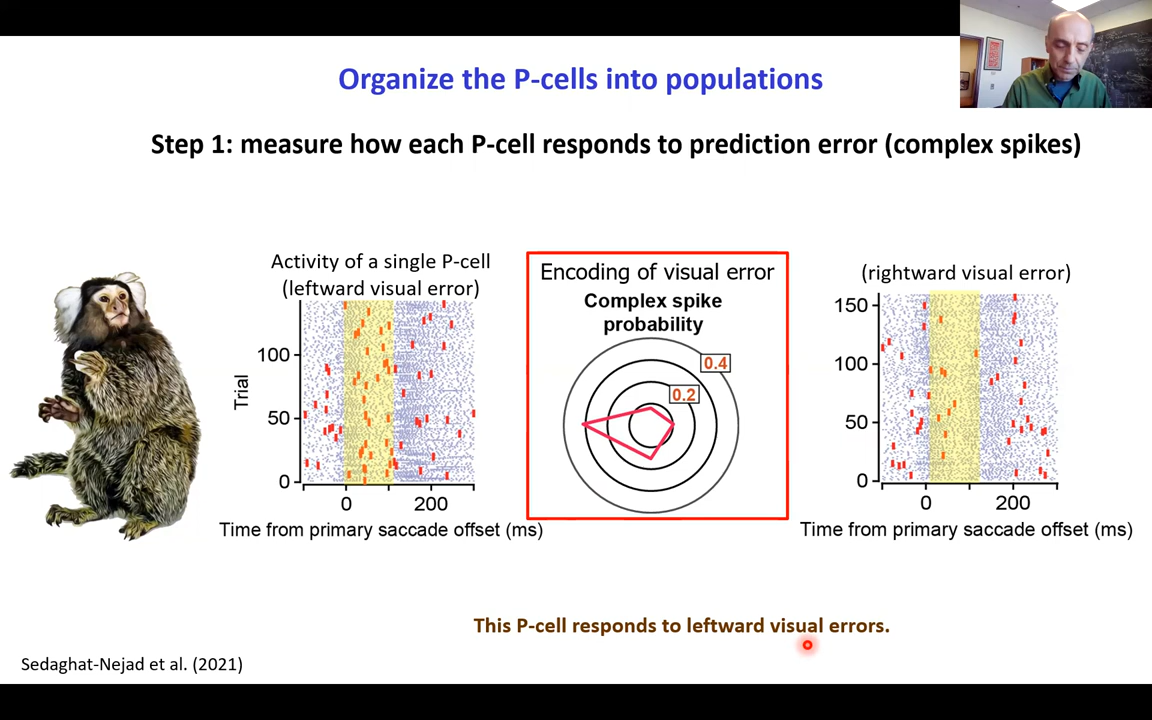 Organize the P-cells into populations
Step 1: measure how each P-cell responds to prediction error (complex spikes)
Activity of a single P-cell
(leftward visual error)
Trial
100
50
0
0
200
Time from primary saccade offset (ms)
Encoding of visual error
Complex spike
probability
0.4
0.2
(rightward visual error)
150
100
50
0
0
200
Time from primary saccade offset (ms)
This P-cell responds to leftward visual errors.
Sedaghat-Nejad et al. (2021)